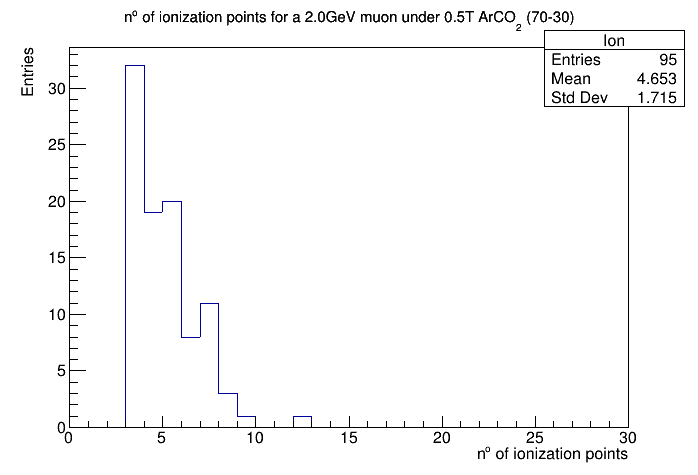 nº of ionization points for a 2.0GeV muon under 0.5T ArCO2 (70-30)
Ion
Entries 95
Mean 4.653
Std Dev 1.715
Entries
30
25
20
15
10
5
0
0 5 10 15 20 25 30
nº of ionization points